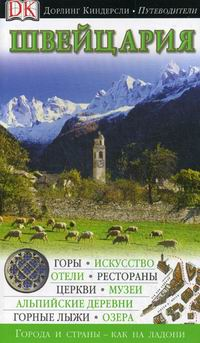 DK
Дорлинг Киндерсли • Путеводители
ШВЕЙЦАРИЯ
ГОРЫ • ИСКУССТВО
ОТЕЛИ • РЕСТОРАНЫ
ЦЕРКВИ • МУЗЕИ
АЛЬПИЙСКИЕ ДЕРЕВНИ
ГОРНЫЕ ЛЫЖИ • ОЗЕРА
Города и страны – как на ладони